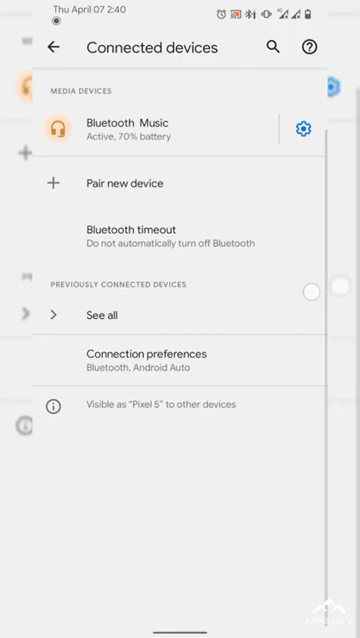 Thu April 07 2:40
Connected devices
MEDIA DEVICES
Bluetooth Music
Active, 70% battery
Pair new device
Bluetooth timeout
Do not automatically turn off Bluetooth
PREVIOUSLY CONNECTED DEVICES
See all
Connection preferences
Bluetooth, Android Auto
Visible as "Pixel 5" to other devices